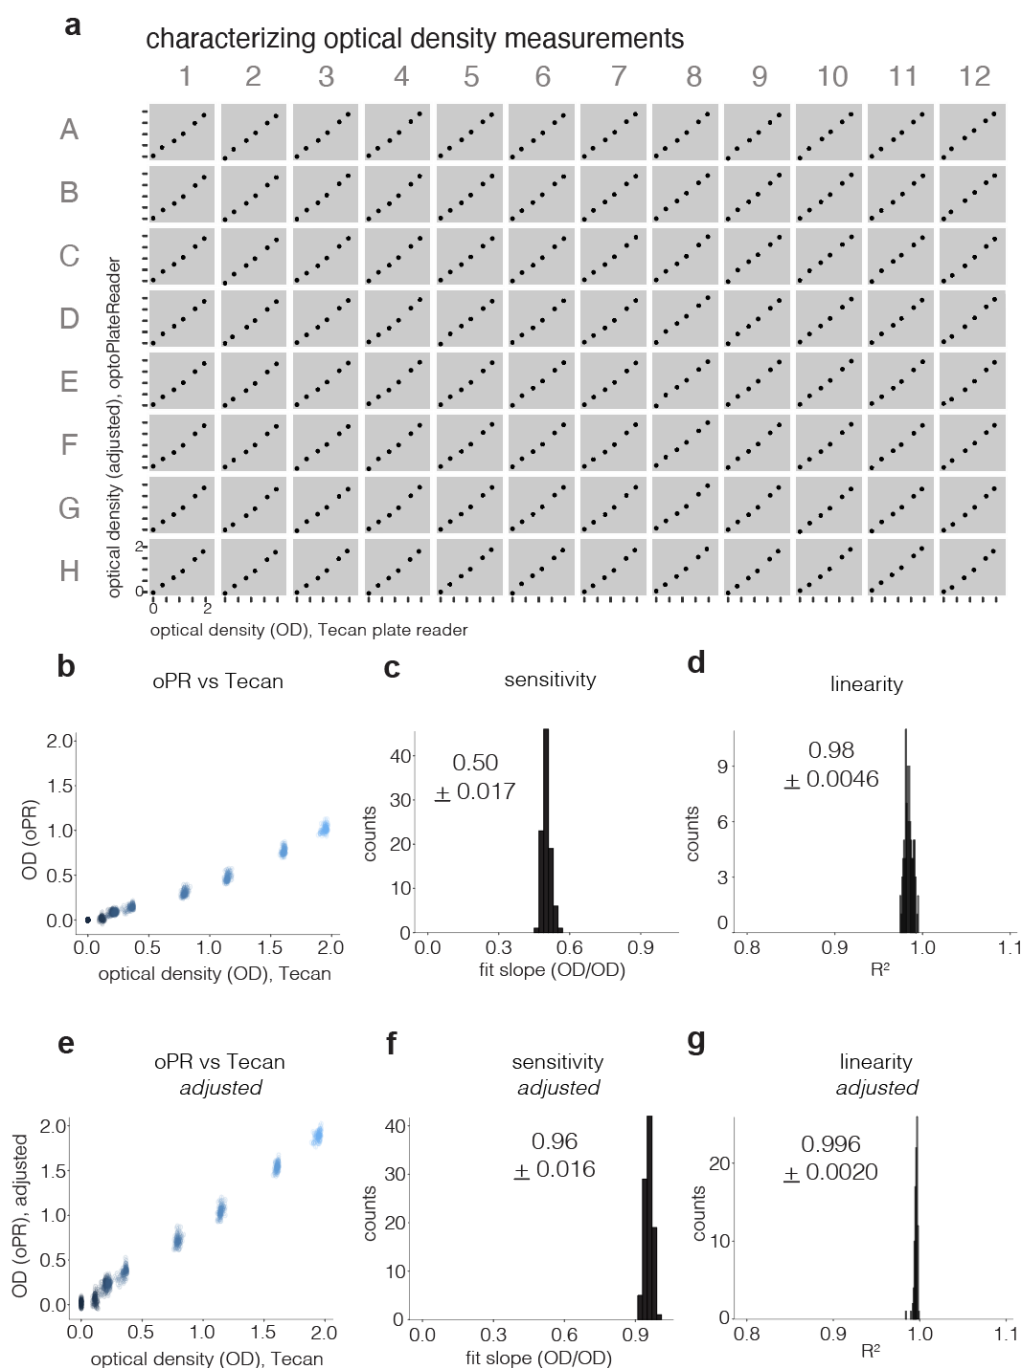 a
characterizing optical density measurements
1 2 3 4 5 6 7 8 9 10 11 12
A
B
C
D
E
F
G
H
optical density (adjusted), optoPlateReader
2
0
0 2
optical density (OD), Tecan plate reader
b
oPR vs Tecan
OD (oPR)
2.0
1.5
1.0
0.5
0.0
0.0 0.5 1.0 1.5 2.0
optical density (OD), Tecan
c
sensitivity
0.50
± 0.017
counts
40
30
20
10
0
0.0 0.3 0.6 0.9
fit slope (OD/OD)
d
linearity
0.98
± 0.0046
counts
9
6
3
0
0.8 0.9 1.0 1.1
R²
e
oPR vs Tecan
adjusted
OD (oPR), adjusted
2.0
1.5
1.0
0.5
0.0
0.0 0.5 1.0 1.5 2.0
optical density (OD), Tecan
f
sensitivity
adjusted
0.96
± 0.016
counts
40
30
20
10
0
0.0 0.3 0.6 0.9
fit slope (OD/OD)
g
linearity
adjusted
0.996
± 0.0020
counts
20
10
0
0.8 0.9 1.0 1.1
R²